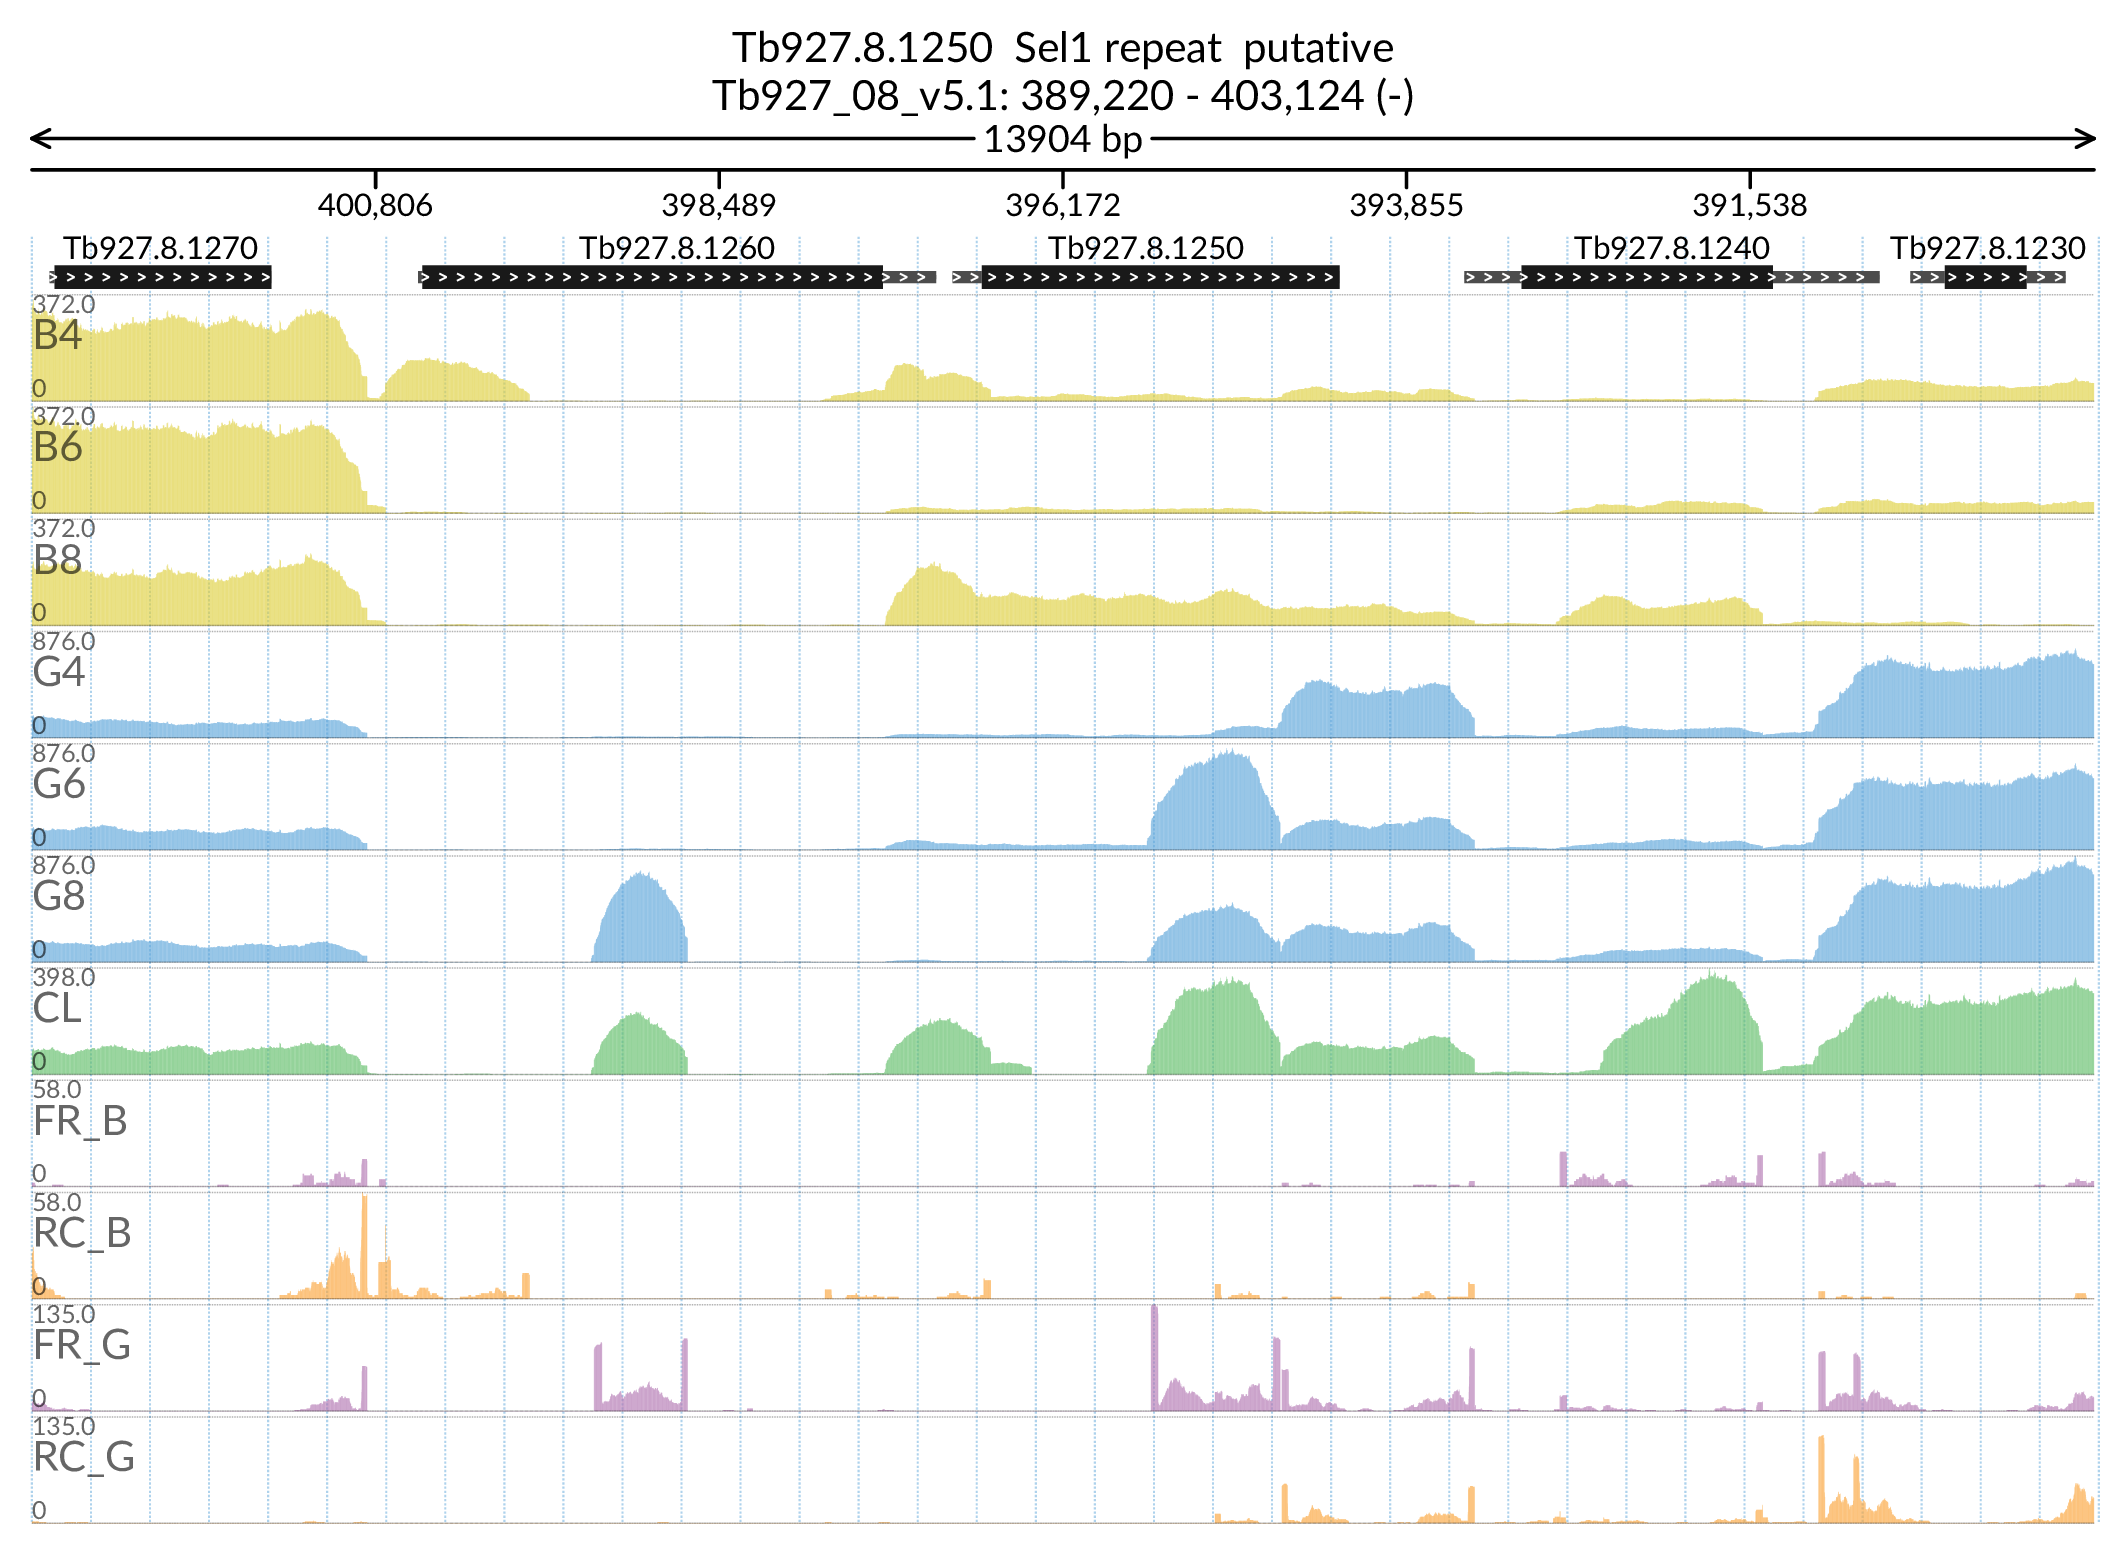 Tb927.8.1250  Sel1 repeat  putative
Tb927_08_v5.1: 389,220 - 403,124 (-)
13904 bp
400,806 398,489 396,172 393,855 391,538
Tb927.8.1270 Tb927.8.1260 Tb927.8.1250 Tb927.8.1240 Tb927.8.1230
372.0
B4
0
372.0
B6
0
372.0
B8
0
876.0
G4
0
876.0
G6
0
876.0
G8
0
398.0
CL
0
58.0
FR_B
0
58.0
RC_B
0
135.0
FR_G
0
135.0
RC_G
0